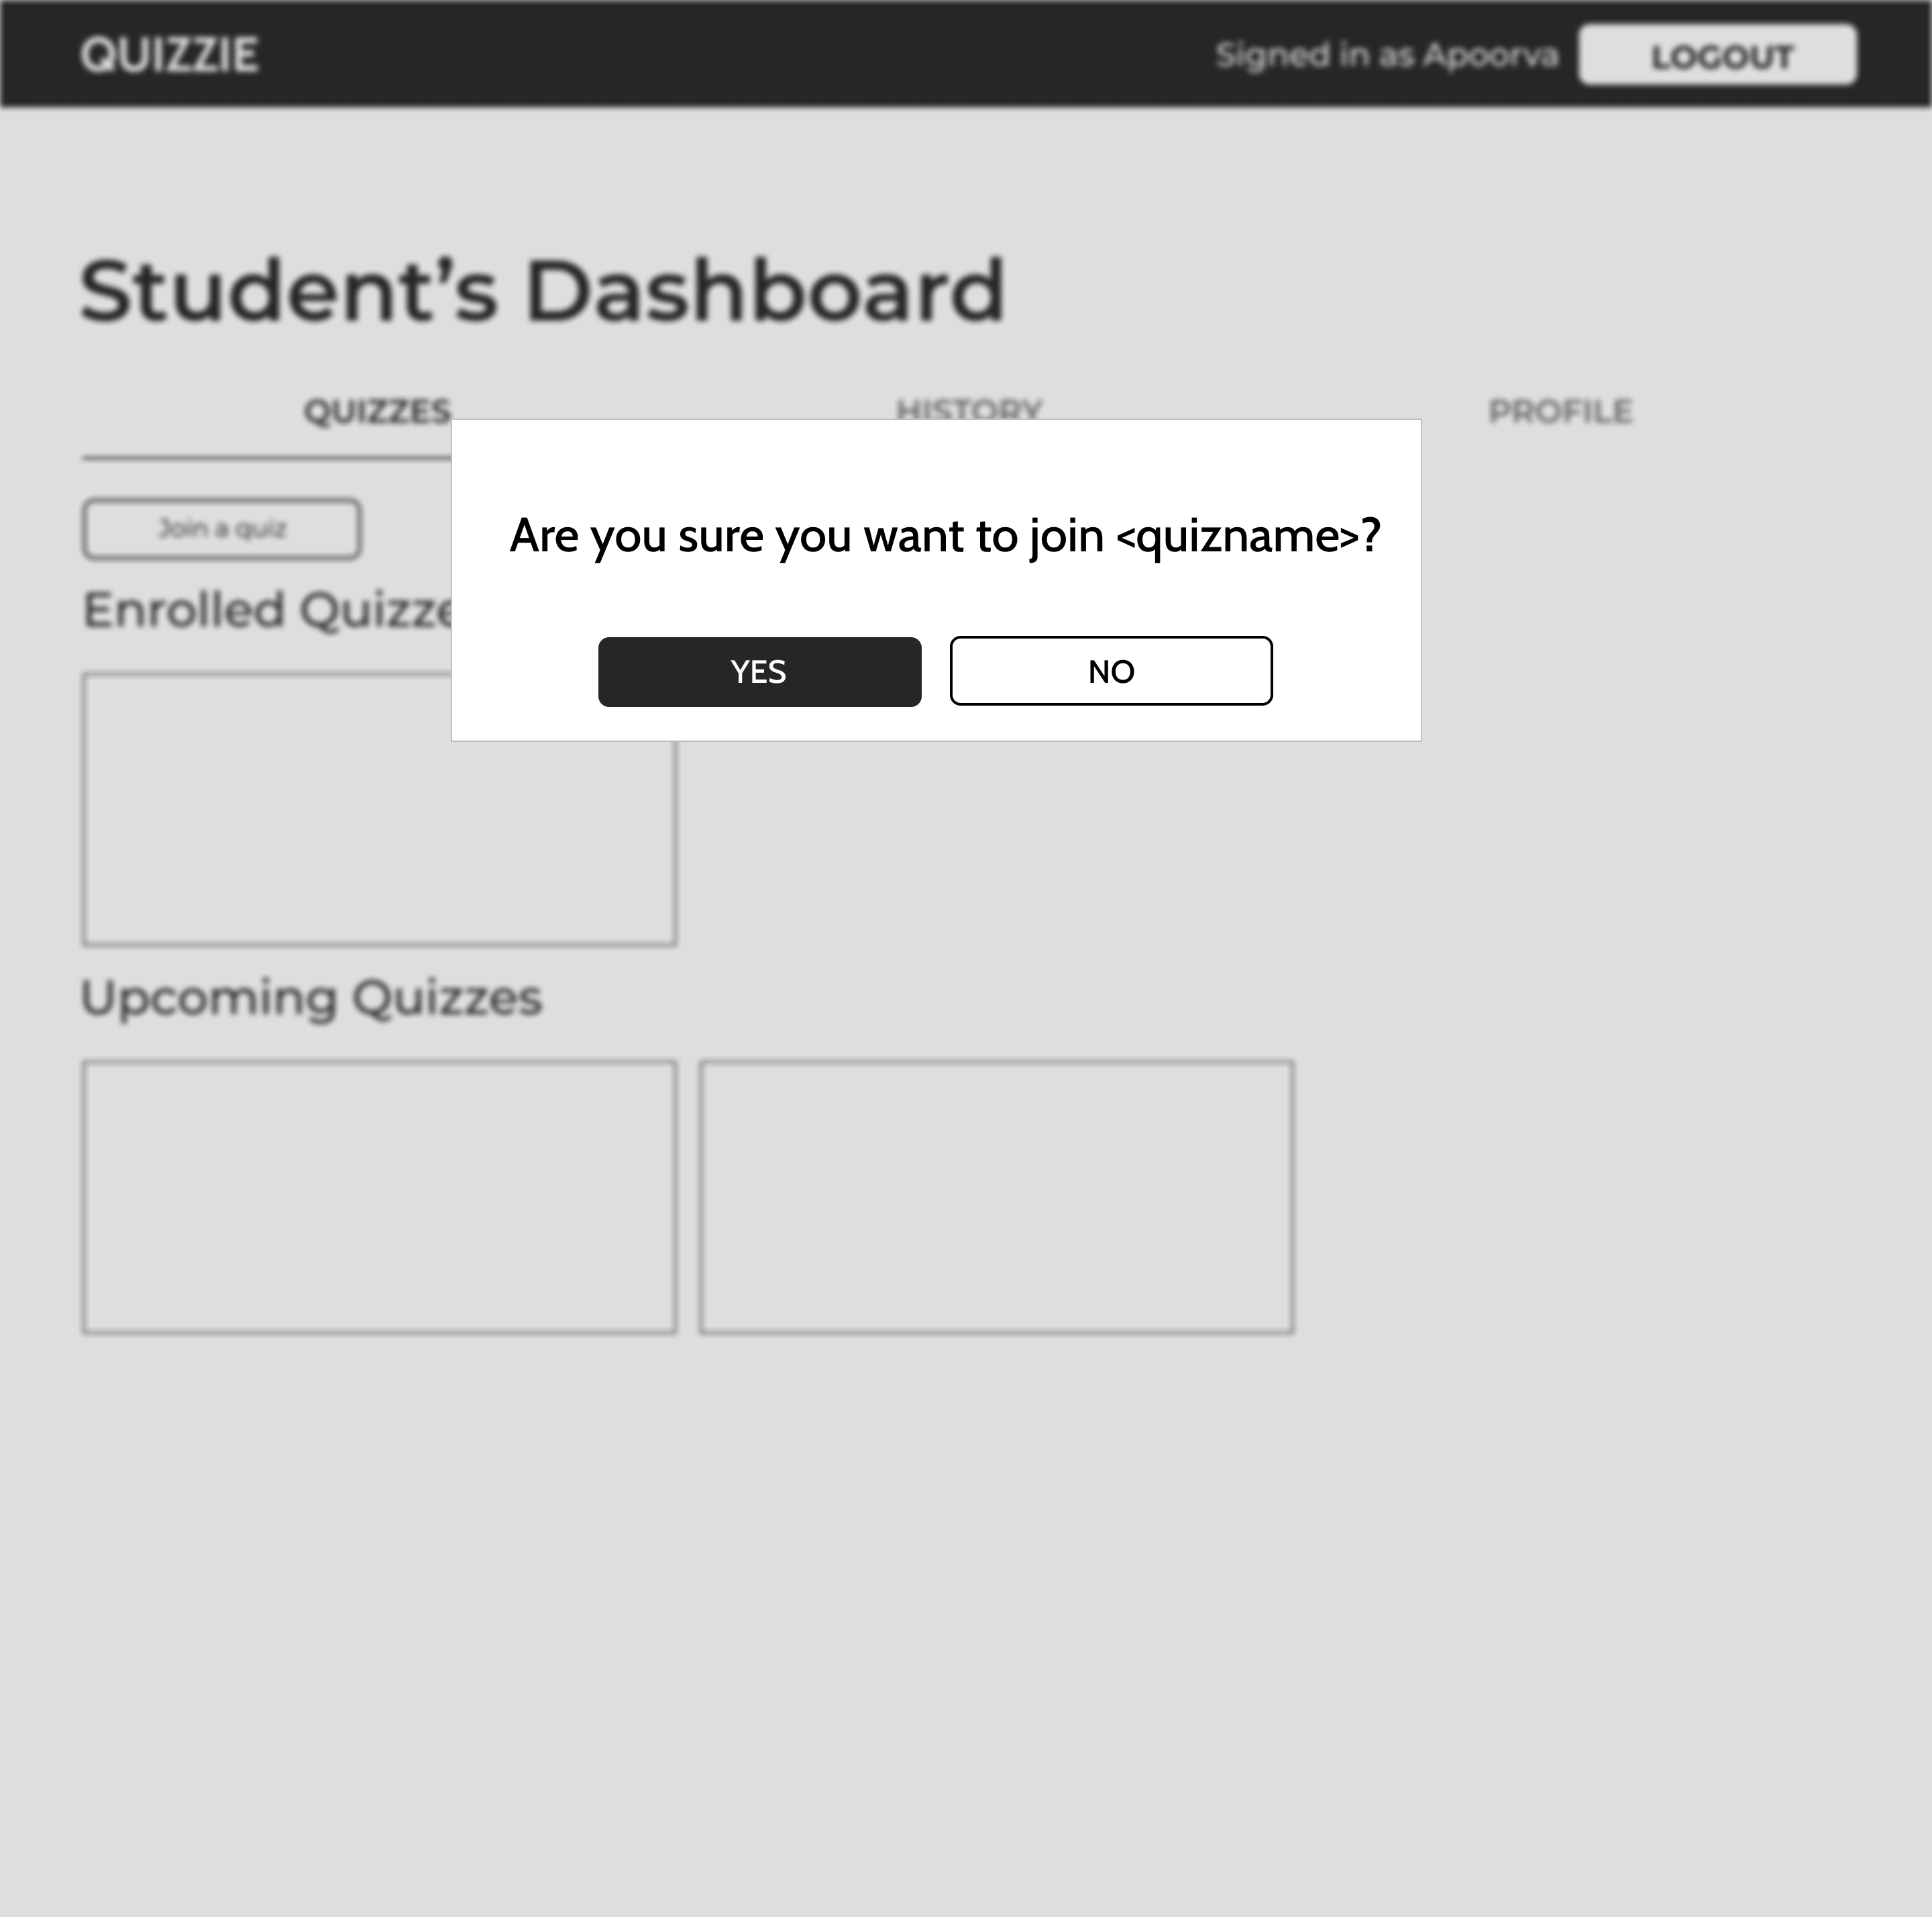 QUIZZIE
Signed in as Apoorva
LOGOUT
Student’s Dashboard
QUIZZES
HISTORY
PROFILE
Are you sure you want to join <quizname>?
Join a quiz
Enrolled Quizze
YES
NO
Upcoming Quizzes